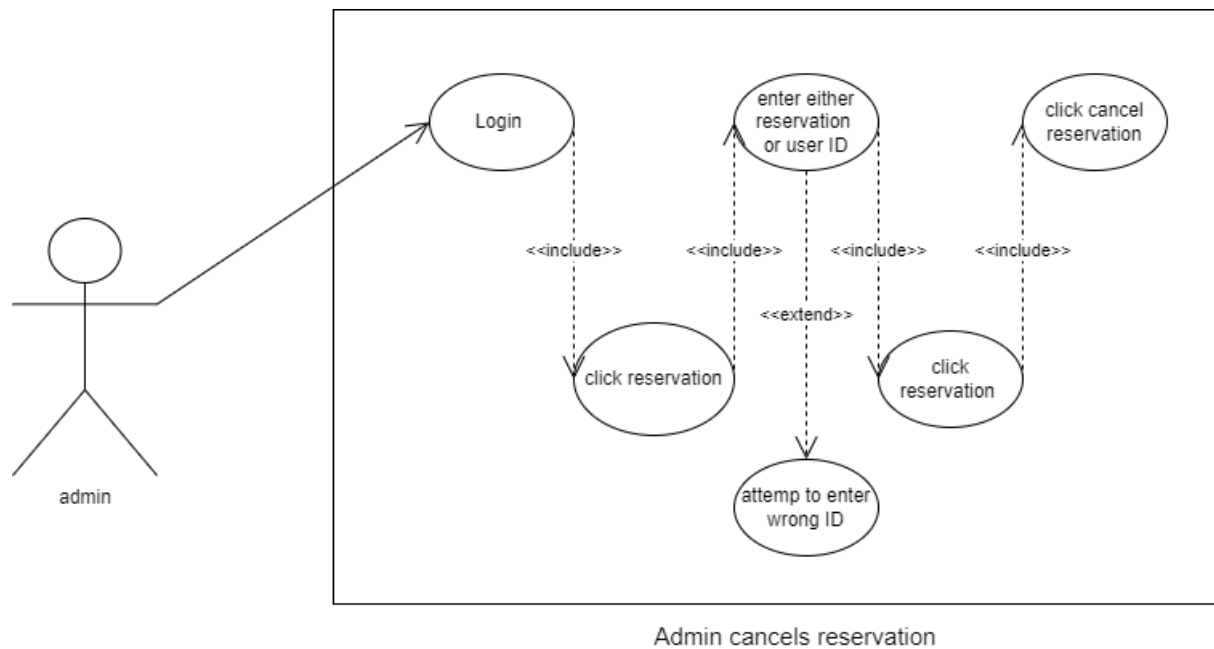 Login
enter either
reservation
or user ID
click cancel
reservation
<<include>>
<<include>>
<<include>>
<<include>>
<<extend>>
click reservation
click
reservation
attemp to enter
wrong ID
admin
Admin cancels reservation